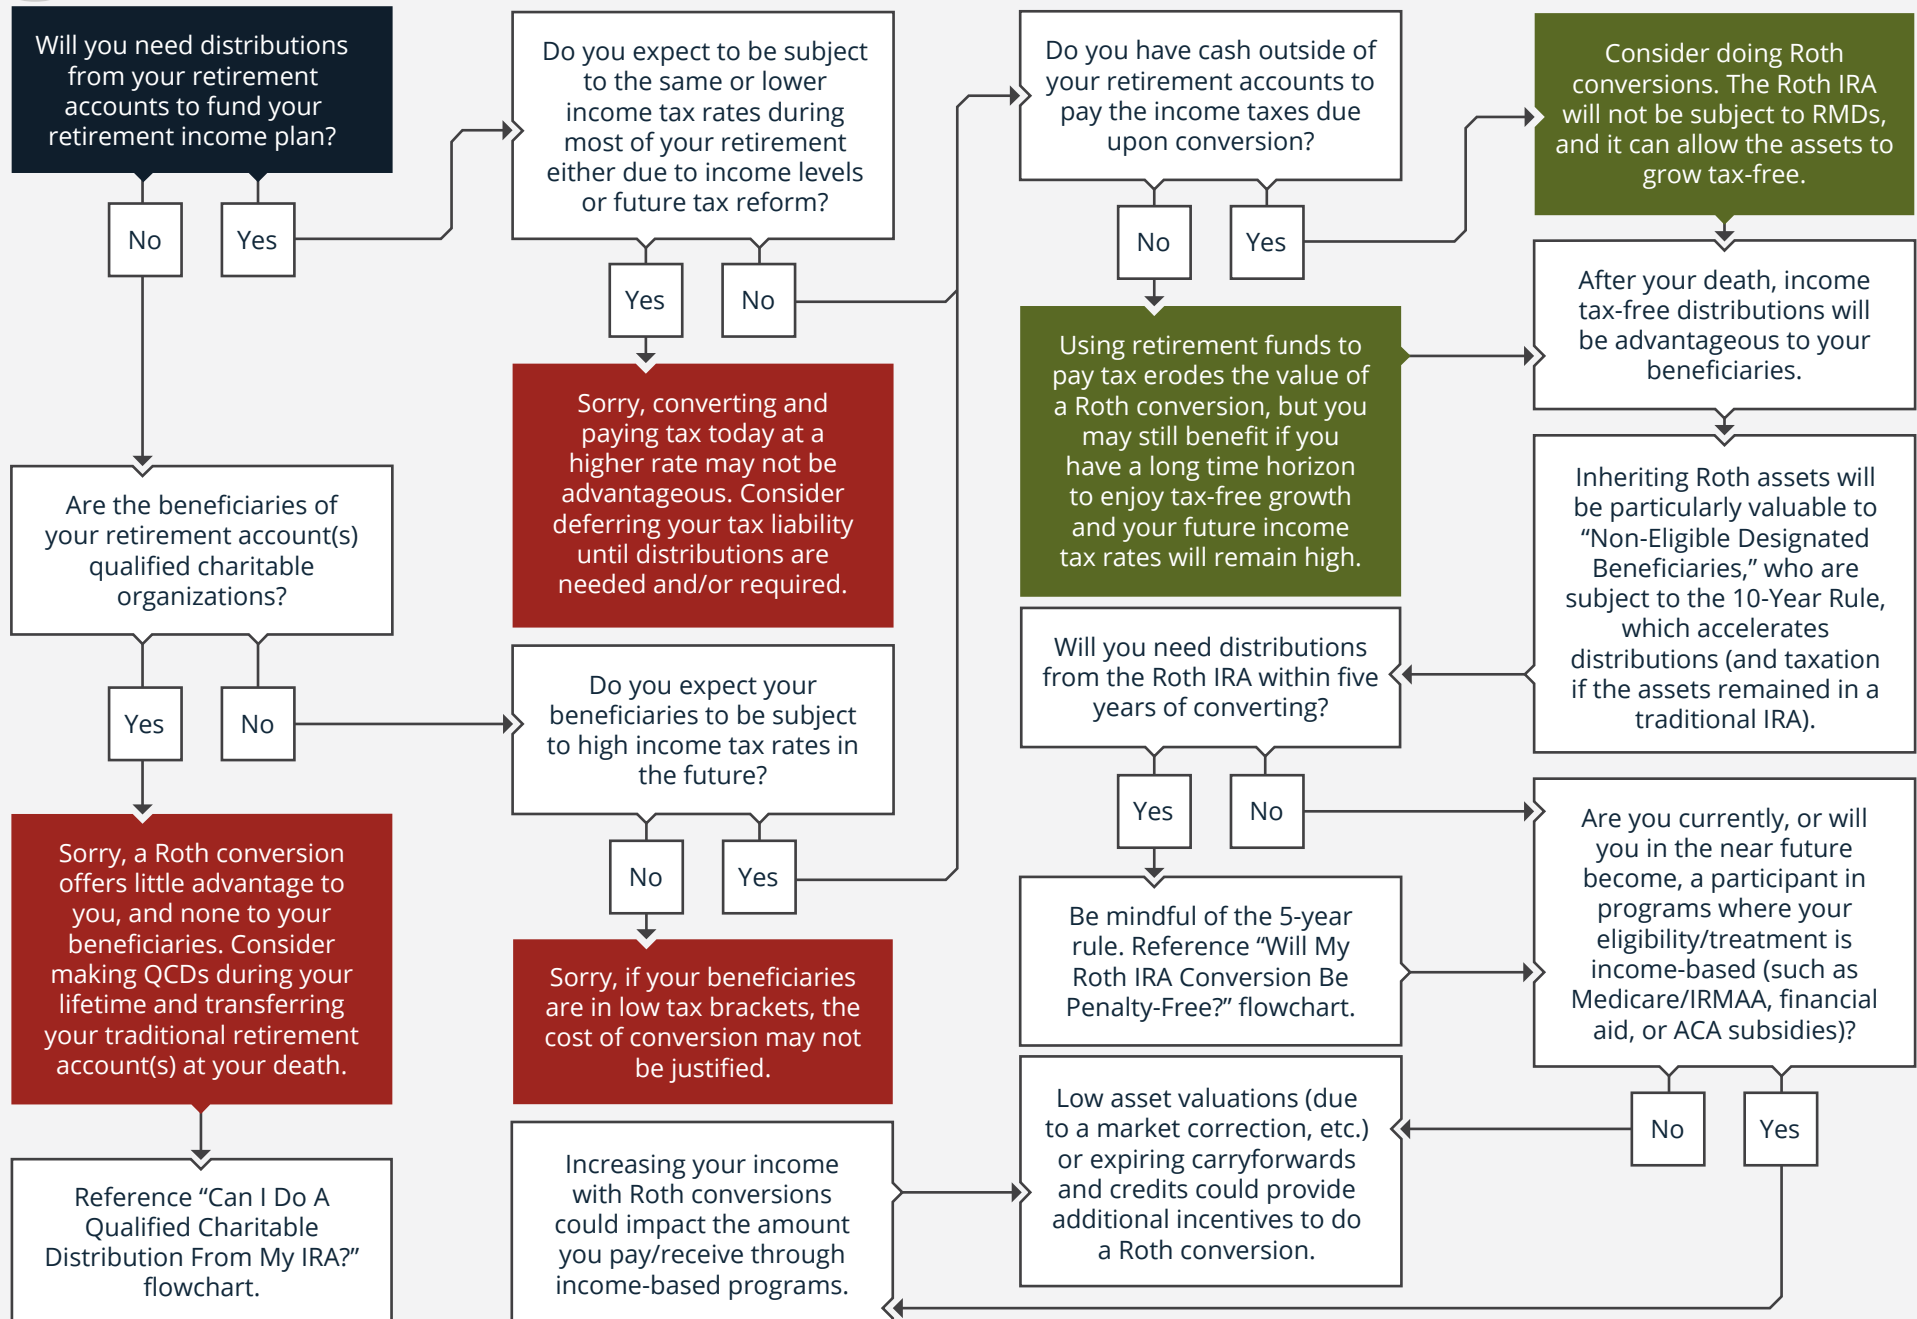 Will you need distributions
from your retirement
accounts to fund your
retirement income plan?
No
Yes
Do you expect to be subject
to the same or lower
income tax rates during
most of your retirement
either due to income levels
or future tax reform?
Yes
No
Sorry, converting and
paying tax today at a
higher rate may not be
advantageous. Consider
deferring your tax liability
until distributions are
needed and/or required.
Are the beneficiaries of
your retirement account(s)
qualified charitable
organizations?
Yes
No
Sorry, a Roth conversion
offers little advantage to
you, and none to your
beneficiaries. Consider
making QCDs during your
lifetime and transferring
your traditional retirement
account(s) at your death.
Reference “Can I Do A
Qualified Charitable
Distribution From My IRA?”
flowchart.
Do you expect your
beneficiaries to be subject
to high income tax rates in
the future?
No
Yes
Sorry, if your beneficiaries
are in low tax brackets, the
cost of conversion may not
be justified.
Do you have cash outside of
your retirement accounts to
pay the income taxes due
upon conversion?
No
Yes
Using retirement funds to
pay tax erodes the value of
a Roth conversion, but you
may still benefit if you
have a long time horizon
to enjoy tax-free growth
and your future income
tax rates will remain high.
Consider doing Roth
conversions. The Roth IRA
will not be subject to RMDs,
and it can allow the assets to
grow tax-free.
After your death, income
tax-free distributions will
be advantageous to your
beneficiaries.
Inheriting Roth assets will
be particularly valuable to
“Non-Eligible Designated
Beneficiaries,” who are
subject to the 10-Year Rule,
which accelerates
distributions (and taxation
if the assets remained in a
traditional IRA).
Will you need distributions
from the Roth IRA within five
years of converting?
Yes
No
Be mindful of the 5-year
rule. Reference “Will My
Roth IRA Conversion Be
Penalty-Free?” flowchart.
Are you currently, or will
you in the near future
become, a participant in
programs where your
eligibility/treatment is
income-based (such as
Medicare/IRMAA, financial
aid, or ACA subsidies)?
No
Yes
Increasing your income
with Roth conversions
could impact the amount
you pay/receive through
income-based programs.
Low asset valuations (due
to a market correction, etc.)
or expiring carryforwards
and credits could provide
additional incentives to do
a Roth conversion.